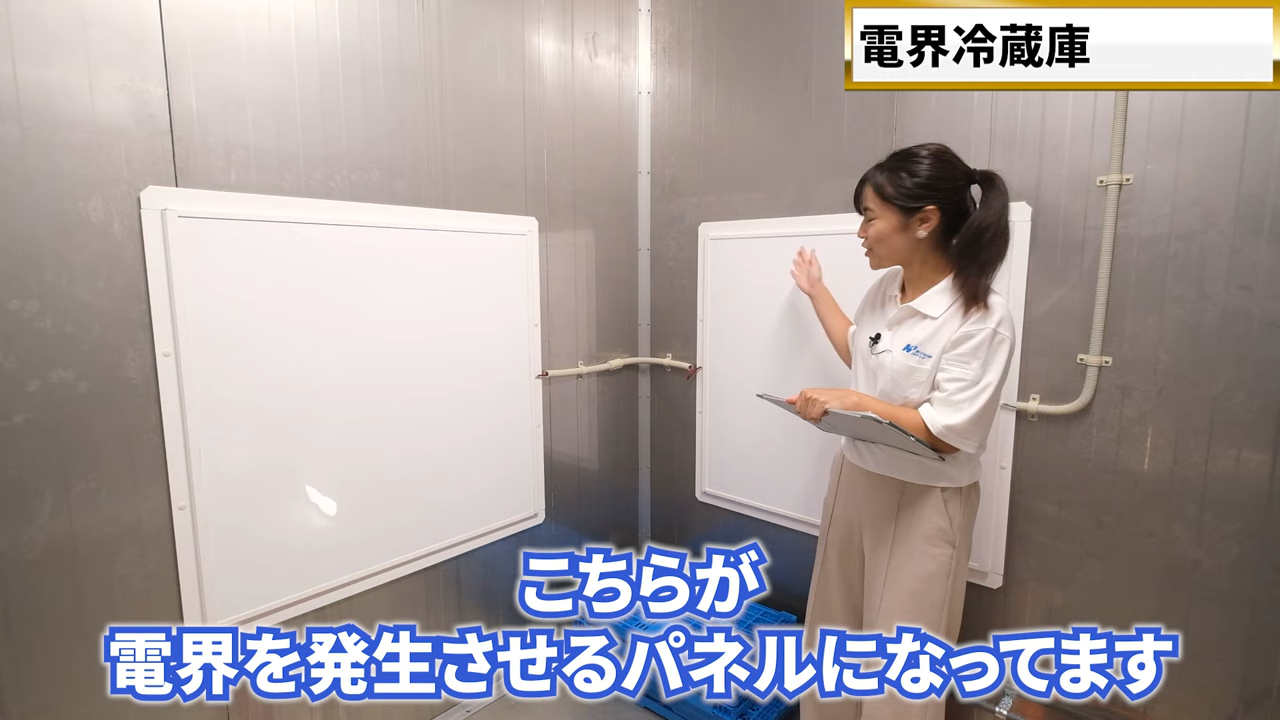 電界冷蔵庫
こちらが
電界を発生させるパネルになってます